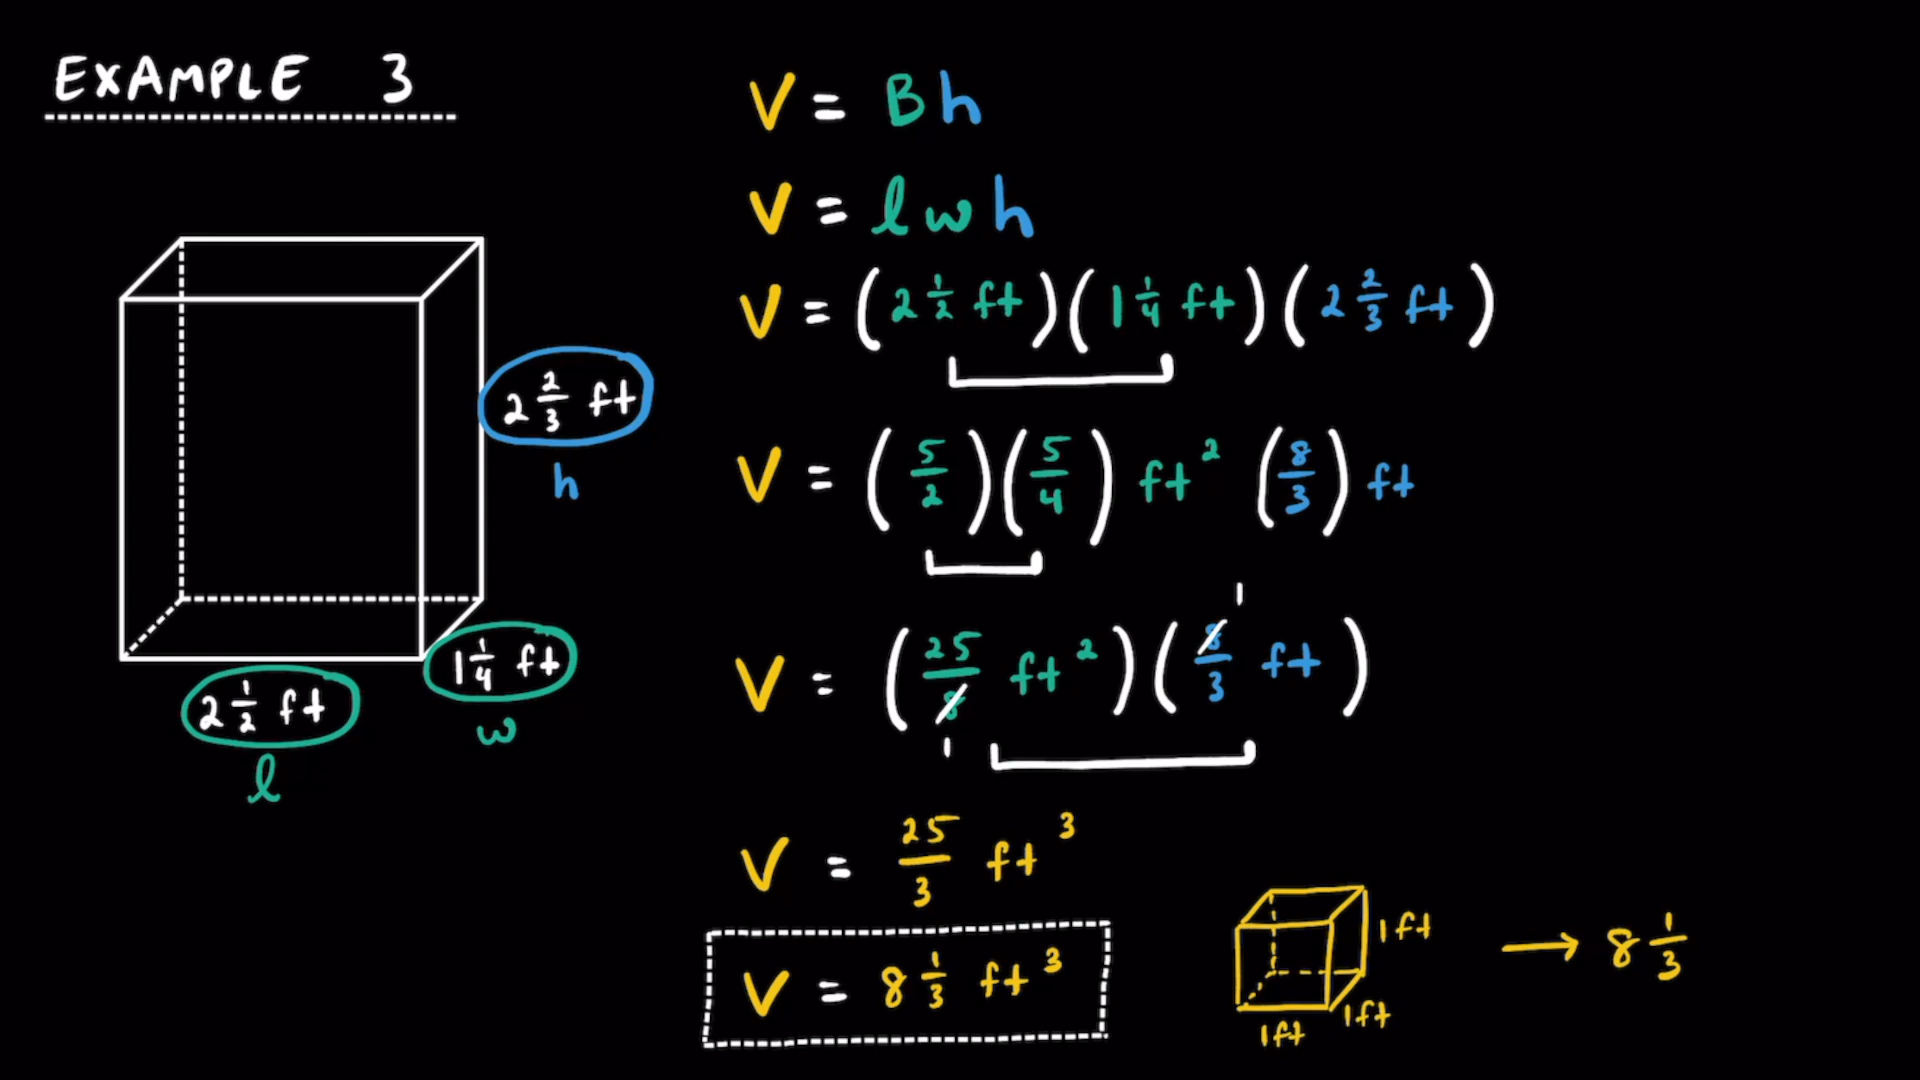 EXAMPLE 3
2 2/3 ft
h
1 1/4 ft
w
2 1/2 ft
l
V = Bh
V = lwh
V = (2 1/2 ft)(1 1/4 ft)(2 2/3 ft)
V = (5/2)(5/4) ft² (8/3) ft
1
V = (25/8 ft²)(8/3 ft)
1
V = 25/3 ft³
V = 8 1/3 ft³
1ft
1ft
1ft
→ 8 1/3